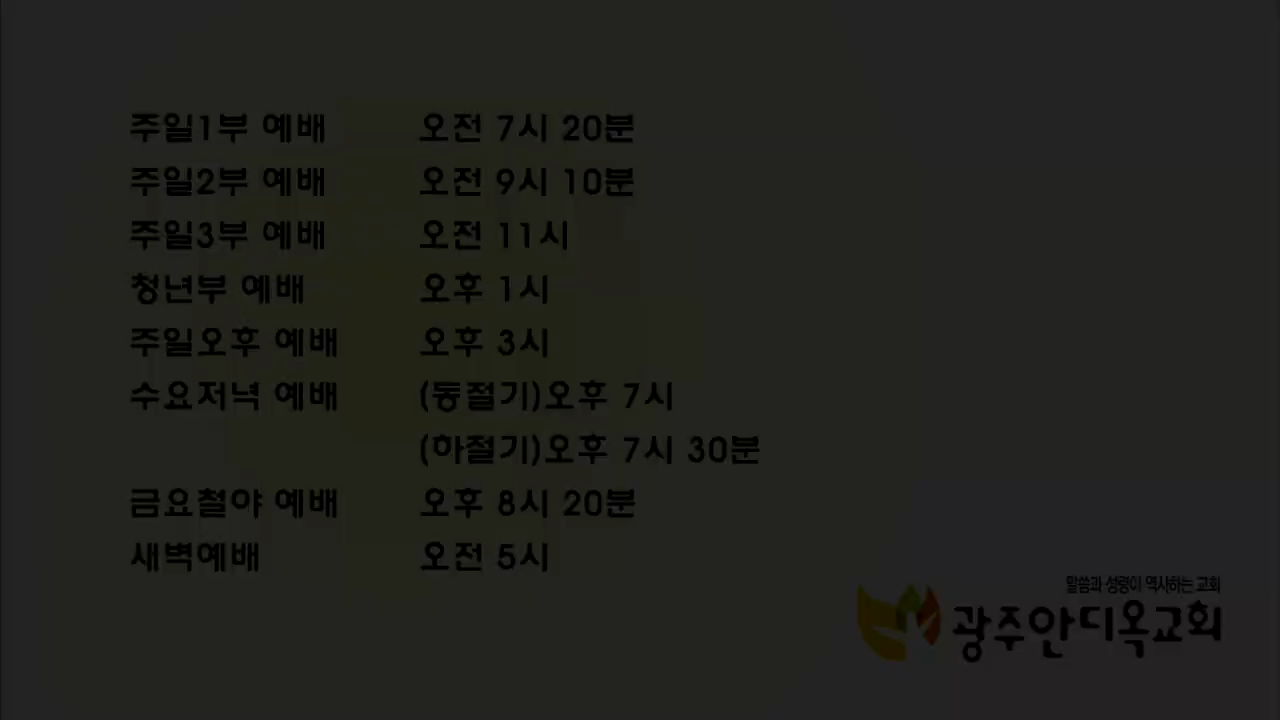 주일1부 예배 오전 7시 20분
주일2부 예배 오전 9시 10분
주일3부 예배 오전 11시
청년부 예배 오후 1시
주일오후 예배 오후 3시
수요저녁 예배 (동절기)오후 7시
(하절기)오후 7시 30분
금요철야 예배 오후 8시 20분
새벽예배 오전 5시
말씀과 성령이 역사하는 교회
광주안디옥교회